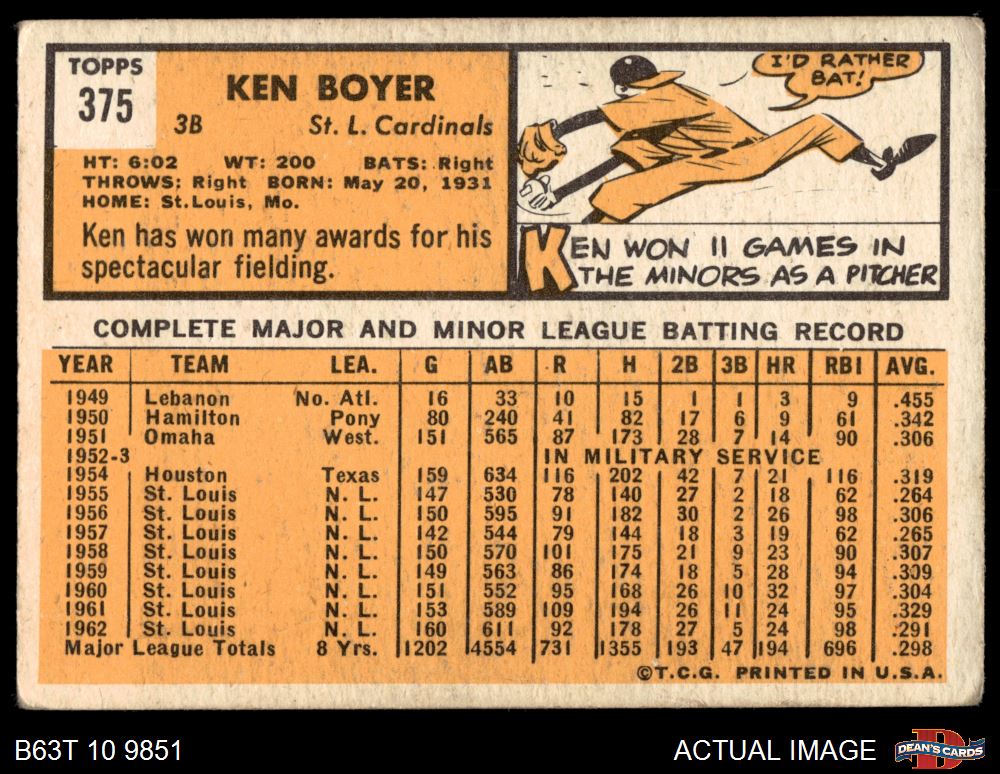 TOPPS
375
KEN BOYER
3B St. L. Cardinals
HT: 6:02 WT: 200 BATS: Right
THROWS: Right BORN: May 20, 1931
HOME: St.Louis, Mo.
Ken has won many awards for his
spectacular fielding.
I'D RATHER
BAT!
KEN WON 11 GAMES IN
THE MINORS AS A PITCHER
COMPLETE MAJOR AND MINOR LEAGUE BATTING RECORD
YEAR TEAM LEA. G AB R H 2B 3B HR RBI AVG.
1949 Lebanon No. Atl. 16 33 10 15 1 1 3 9 .455
1950 Hamilton Pony 80 240 41 82 17 6 9 61 .342
1951 Omaha West. 151 565 87 173 28 7 14 90 .306
1952-3 IN MILITARY SERVICE
1954 Houston Texas 159 634 116 202 42 7 21 116 .319
1955 St. Louis N. L. 147 530 78 140 27 2 18 62 .264
1956 St. Louis N. L. 150 595 91 182 30 2 26 98 .306
1957 St. Louis N. L. 142 544 79 144 18 3 19 62 .265
1958 St. Louis N. L. 150 570 101 175 21 9 23 90 .307
1959 St. Louis N. L. 149 563 86 174 18 5 28 94 .309
1960 St. Louis N. L. 151 552 95 168 26 10 32 97 .304
1961 St. Louis N. L. 153 589 109 194 26 11 24 95 .329
1962 St. Louis N. L. 160 611 92 178 27 5 24 98 .291
Major League Totals 8 Yrs. 1202 4554 731 1355 193 47 194 696 .298
©T.C.G. PRINTED IN U.S.A.
B63T 10 9851 ACTUAL IMAGE DEAN'S CARDS